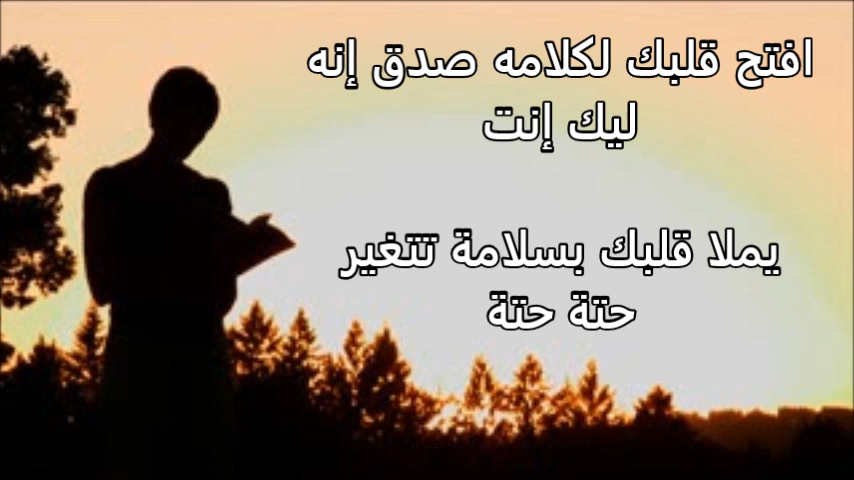 افتح قلبك لكلامه صدق إنه
ليك إنت
يملا قلبك بسلامة تتغير
حتة حتة